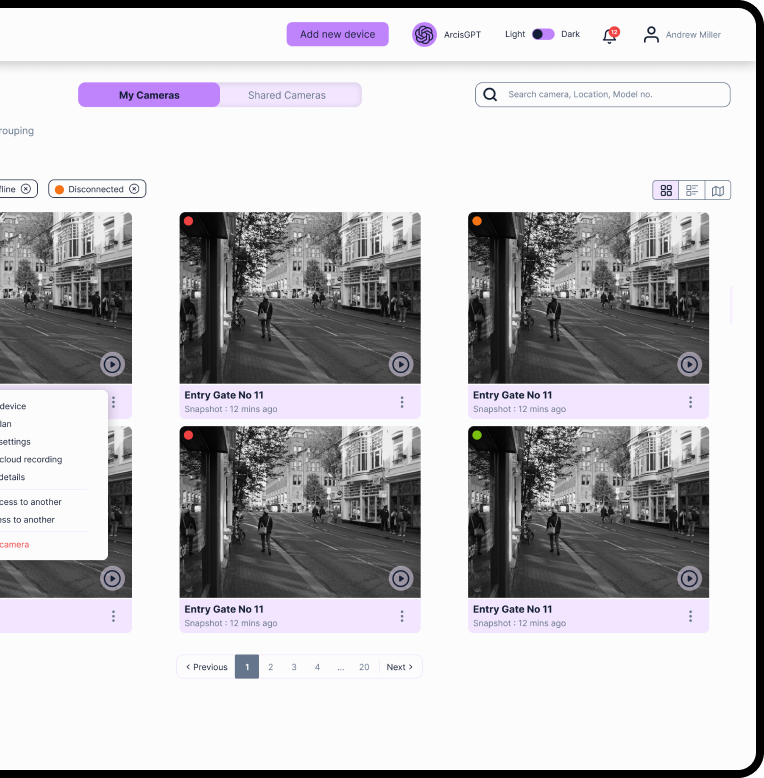 Add new device
ArcisGPT
Light
Dark
12
Andrew Miller
My Cameras
Shared Cameras
Search camera, Location, Model no.
rouping
fline
Disconnected
Entry Gate No 11
Snapshot : 12 mins ago
Entry Gate No 11
Snapshot : 12 mins ago
device
lan
settings
cloud recording
details
cess to another
ess to another
camera
Entry Gate No 11
Snapshot : 12 mins ago
Entry Gate No 11
Snapshot : 12 mins ago
< Previous 1 2 3 4 ... 20 Next >